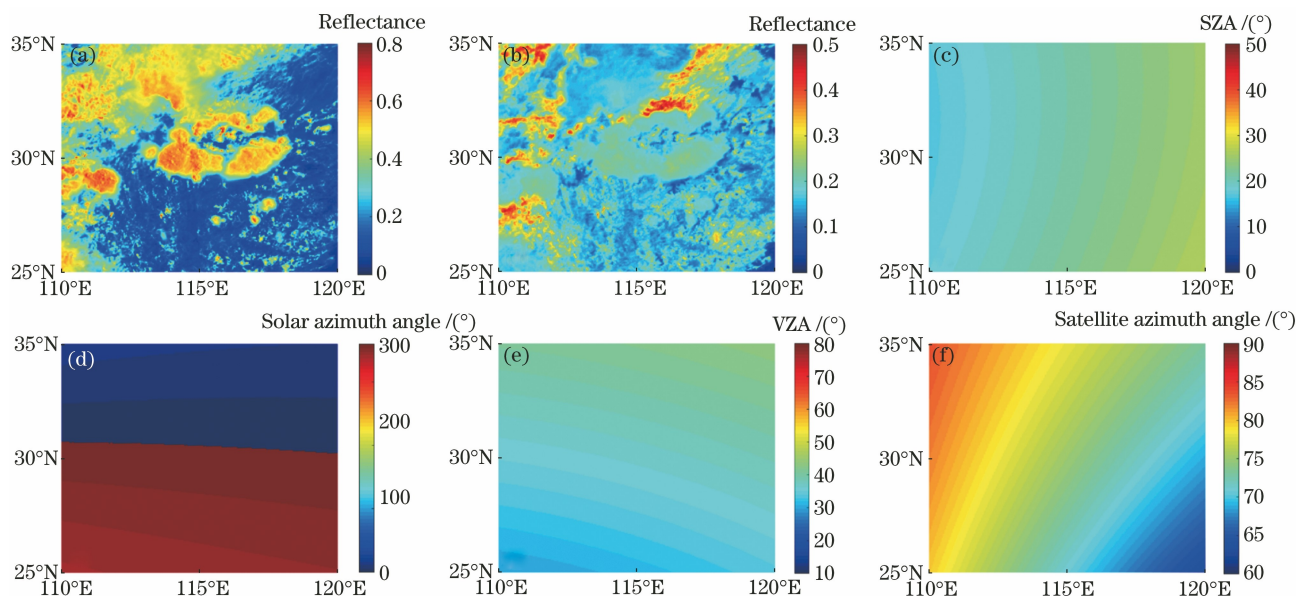 Reflectance
(a)
35°N
30°N
25°N
110°E 115°E 120°E
0.8
0.6
0.4
0.2
0
Reflectance
(b)
35°N
30°N
25°N
110°E 115°E 120°E
0.5
0.4
0.3
0.2
0.1
0
SZA /(°)
(c)
35°N
30°N
25°N
110°E 115°E 120°E
50
40
30
20
10
0
Solar azimuth angle /(°)
(d)
35°N
30°N
25°N
110°E 115°E 120°E
300
200
100
0
VZA /(°)
(e)
35°N
30°N
25°N
110°E 115°E 120°E
80
70
60
50
40
30
20
10
Satellite azimuth angle /(°)
(f)
35°N
30°N
25°N
110°E 115°E 120°E
90
85
80
75
70
65
60